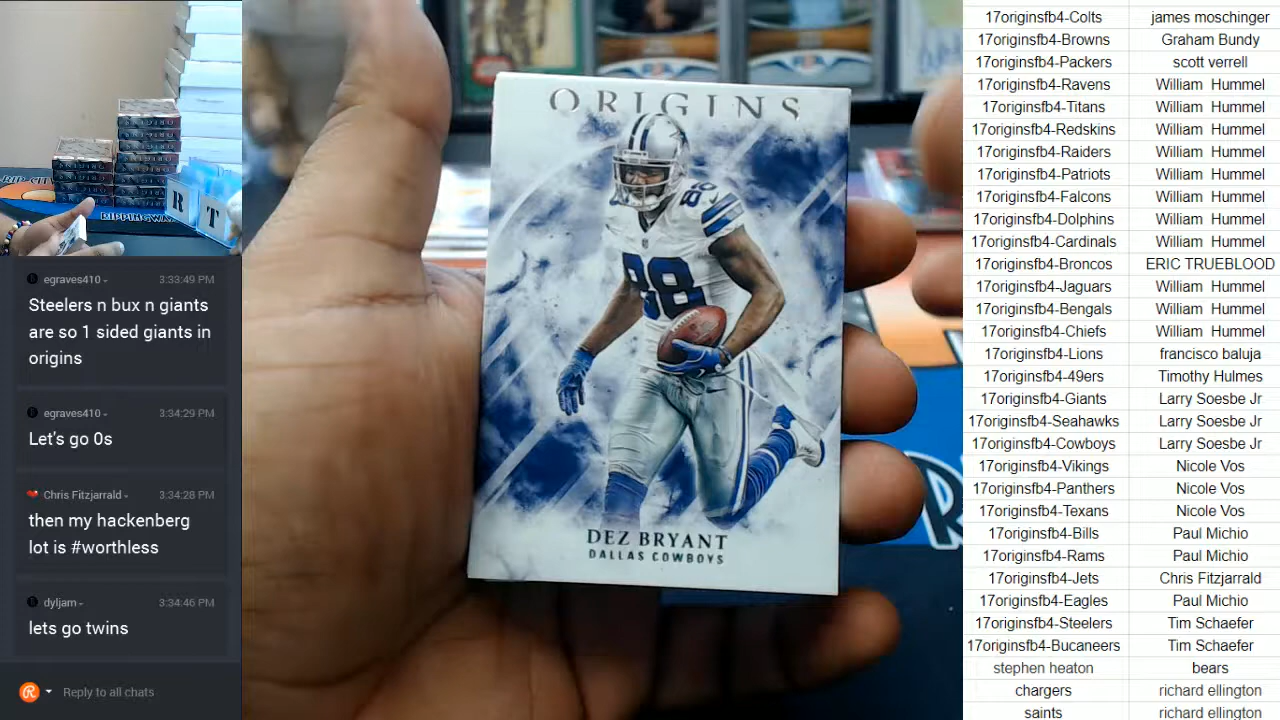 egraves410
3:33:49 PM
Steelers n bux n giants
are so 1 sided giants in
origins
egraves410
3:34:29 PM
Let's go 0s
Chris Fitzjarrald
3:34:28 PM
then my hackenberg
lot is #worthless
dyljam
3:34:46 PM
lets go twins
Reply to all chats
R T
ORIGINS
88
88
DEZ BRYANT
DALLAS COWBOYS
17originsfb4-Colts james moschinger
17originsfb4-Browns Graham Bundy
17originsfb4-Packers scott verrell
17originsfb4-Ravens William Hummel
17originsfb4-Titans William Hummel
17originsfb4-Redskins William Hummel
17originsfb4-Raiders William Hummel
17originsfb4-Patriots William Hummel
17originsfb4-Falcons William Hummel
17originsfb4-Dolphins William Hummel
17originsfb4-Cardinals William Hummel
17originsfb4-Broncos ERIC TRUEBLOOD
17originsfb4-Jaguars William Hummel
17originsfb4-Bengals William Hummel
17originsfb4-Chiefs William Hummel
17originsfb4-Lions francisco baluja
17originsfb4-49ers Timothy Hulmes
17originsfb4-Giants Larry Soesbe Jr
17originsfb4-Seahawks Larry Soesbe Jr
17originsfb4-Cowboys Larry Soesbe Jr
17originsfb4-Vikings Nicole Vos
17originsfb4-Panthers Nicole Vos
17originsfb4-Texans Nicole Vos
17originsfb4-Bills Paul Michio
17originsfb4-Rams Paul Michio
17originsfb4-Jets Chris Fitzjarrald
17originsfb4-Eagles Paul Michio
17originsfb4-Steelers Tim Schaefer
17originsfb4-Bucaneers Tim Schaefer
stephen heaton bears
chargers richard ellington
saints richard ellington